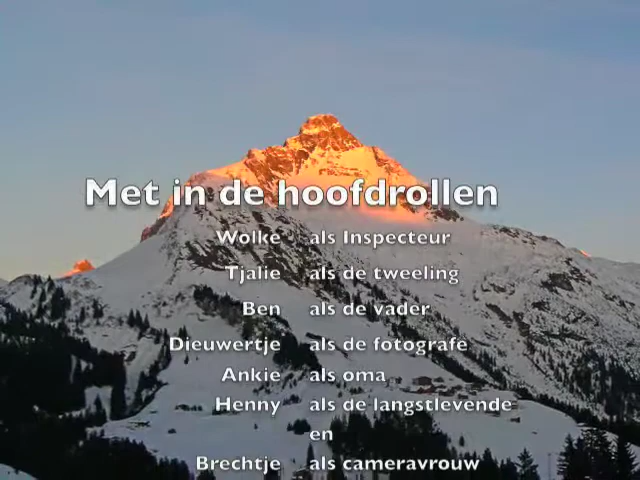 Met in de hoofdrollen
Wolke als Inspecteur
Tjalie als de tweeling
Ben als de vader
Dieuwertje als de fotografe
Ankie als oma
Henny als de langstlevende
en
Brechtje als cameravrouw